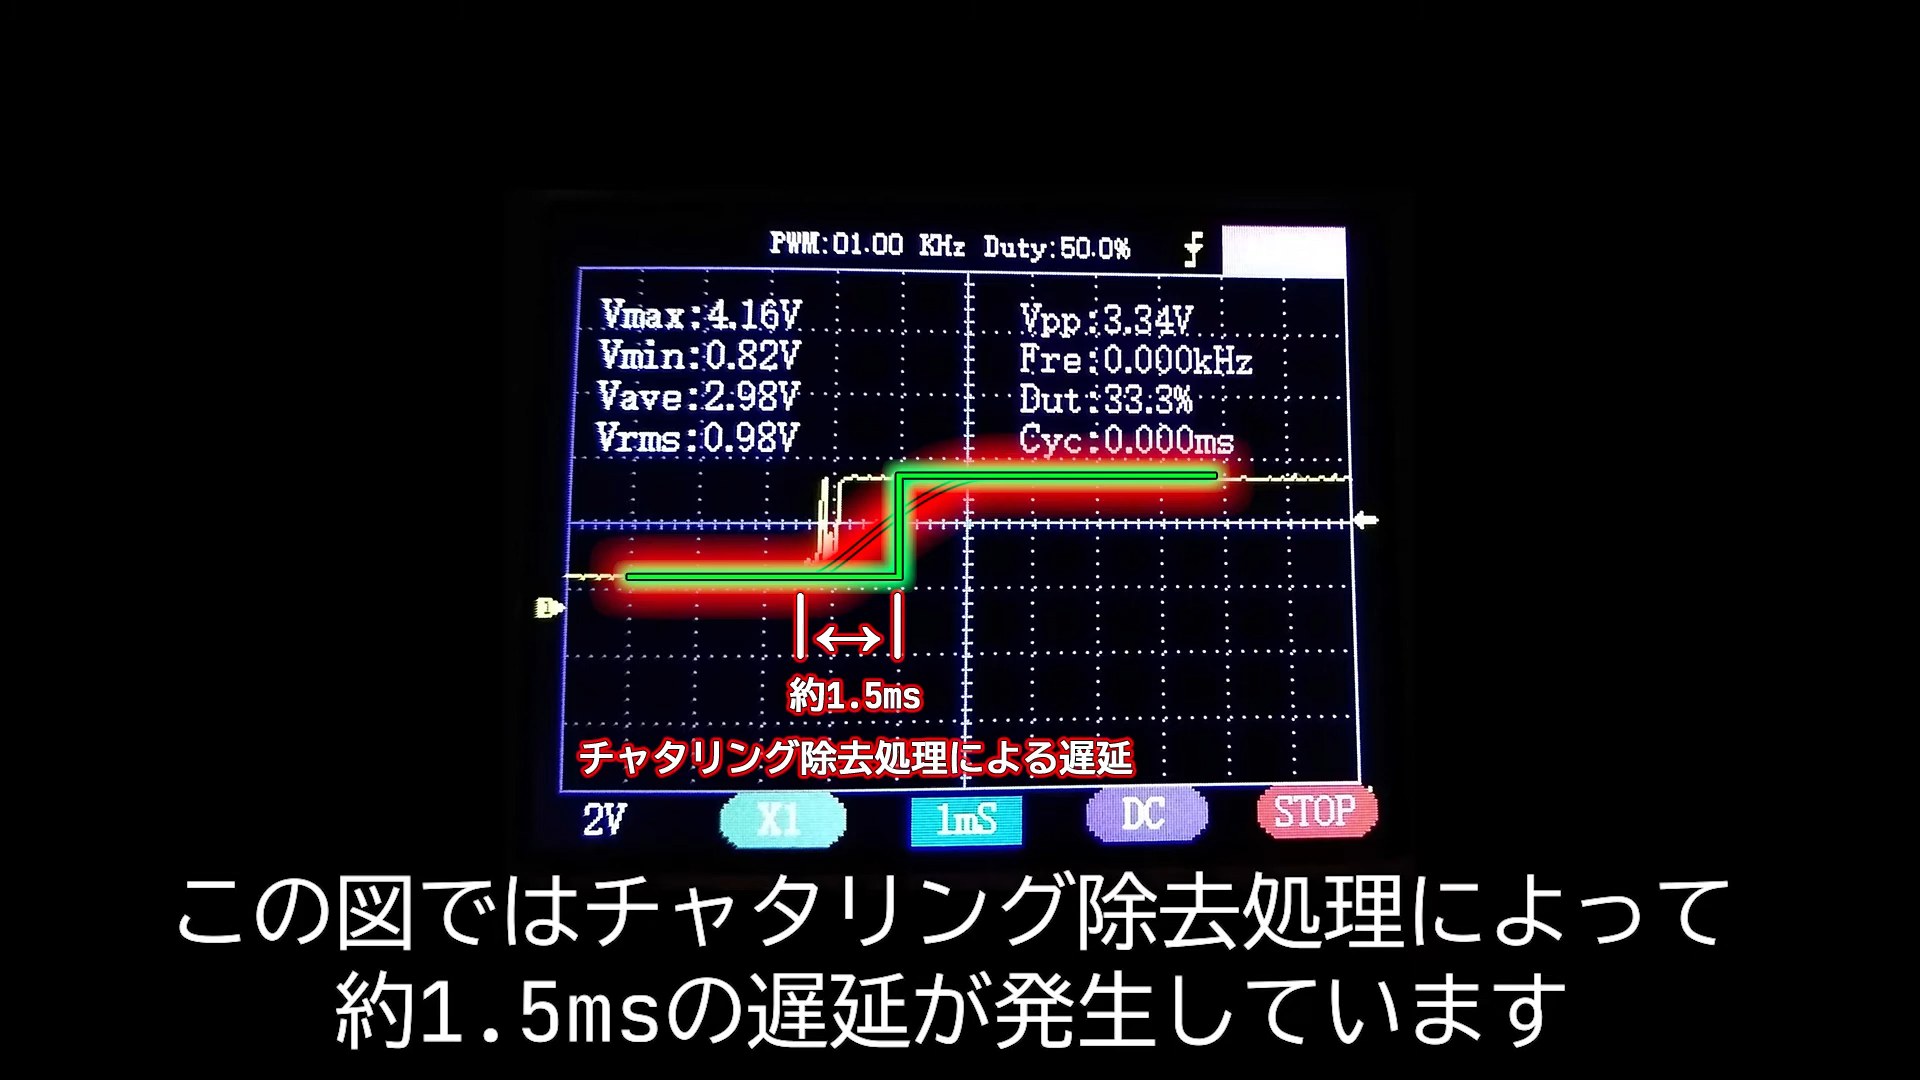 PWM:01.00 KHz Duty:50.0%
Vmax:4.16V
Vmin:0.82V
Vave:2.98V
Vrms:0.98V
Vpp:3.34V
Fre:0.000kHz
Dut:33.3%
Cyc:0.000ms
1
約1.5ms
チャタリング除去処理による遅延
2V X1 1mS DC STOP
この図ではチャタリング除去処理によって
約1.5msの遅延が発生しています